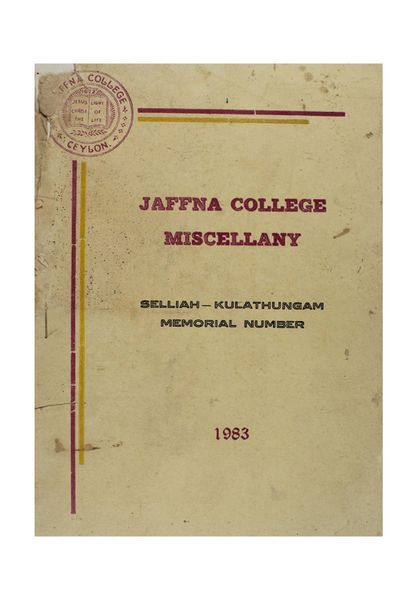 JAFFNA COLLEGE
CEYLON.
JESUS LIGHT
CHRIST OF
THE LIFE
JAFFNA COLLEGE
MISCELLANY
SELLIAH — KULATHUNGAM
MEMORIAL NUMBER
1983